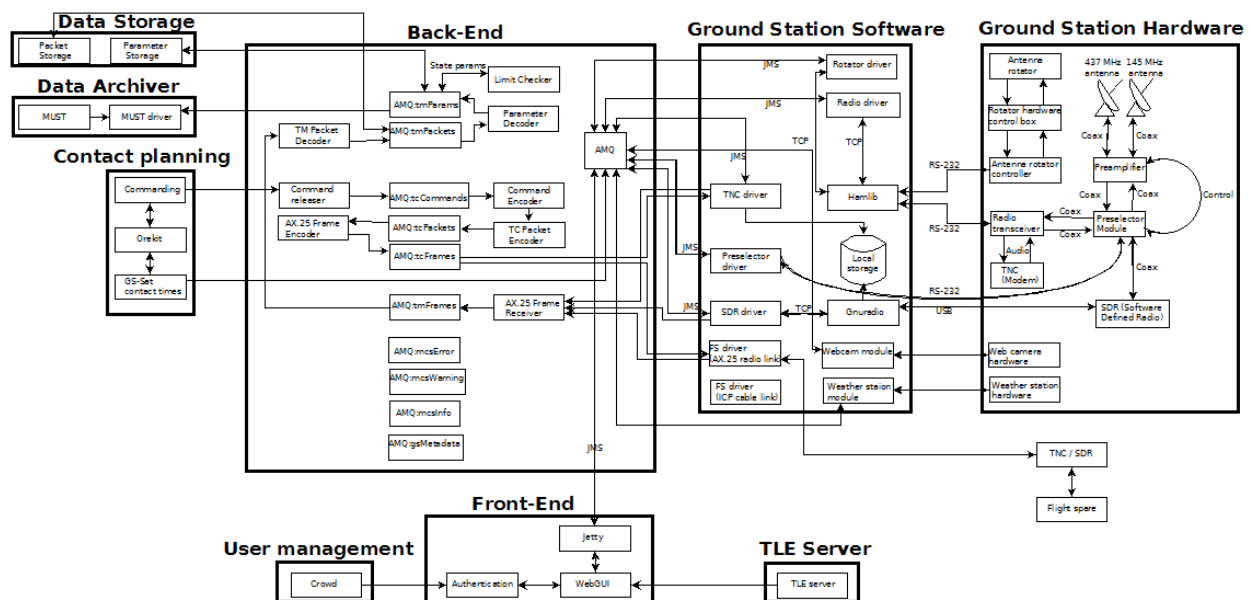 Data Storage
Packet
Storage
Parameter
Storage
Data Archiver
MUST
MUST driver
Contact planning
Commanding
Orekit
GS-Sat
contact times
Back-End
State params
Limit Checker
AMQ:tmParams
Parameter
Decoder
TM Packet
Decoder
AMQ:tmPackets
Command
releaser
AMQ:tcCommands
Command
Encoder
AX.25 Frame
Encoder
AMQ:tcPackets
TC Packet
Encoder
AMQ:tcFrames
AMQ:tmFrames
AX.25 Frame
Receiver
AMQ:mcsError
AMQ:mcsWarning
AMQ:mcsInfo
AMQ:gsMetadata
AMQ
JMS
Ground Station Software
JMS
Rotator driver
JMS
Radio driver
TCP
TCP
JMS
TNC driver
Hamlib
JMS
Preselector
driver
Local
storage
JMS
SDR driver
TCP
Gnuradio
FS driver
(AX.25 radio link)
Webcam module
FS driver
(ICP cable link)
Weather staion
module
RS-232
RS-232
RS-232
USB
Ground Station Hardware
Antenna
rotator
437 MHz
antenna
145 MHz
antenna
Rotator hardware
control box
Coax
Coax
Antenna rotator
controller
Preamplifier
Coax
Coax
Control
Radio
transceiver
Coax
Coax
Preselector
Module
Audio
TNC
(Modem)
Coax
SDR (Software
Defined Radio)
Web camera
hardware
Weather station
hardware
TNC / SDR
Flight spare
Front-End
Jetty
Authentication
WebGUI
User management
Crowd
TLE Server
TLE server